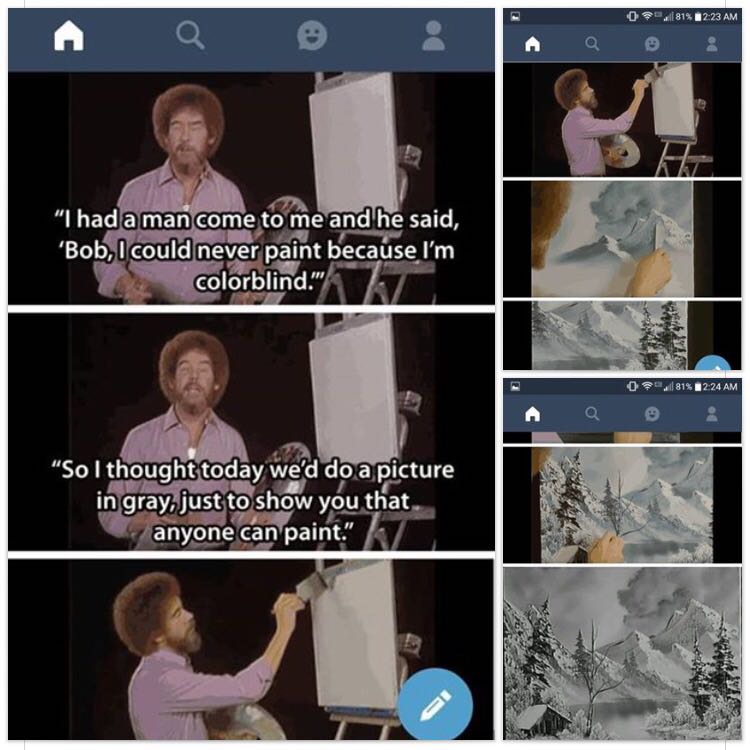 “I had a man come to me and he said,
‘Bob, I could never paint because I’m
colorblind.’”
“So I thought today we’d do a picture
in gray, just to show you that
anyone can paint.”
81% 2:23 AM
81% 2:24 AM